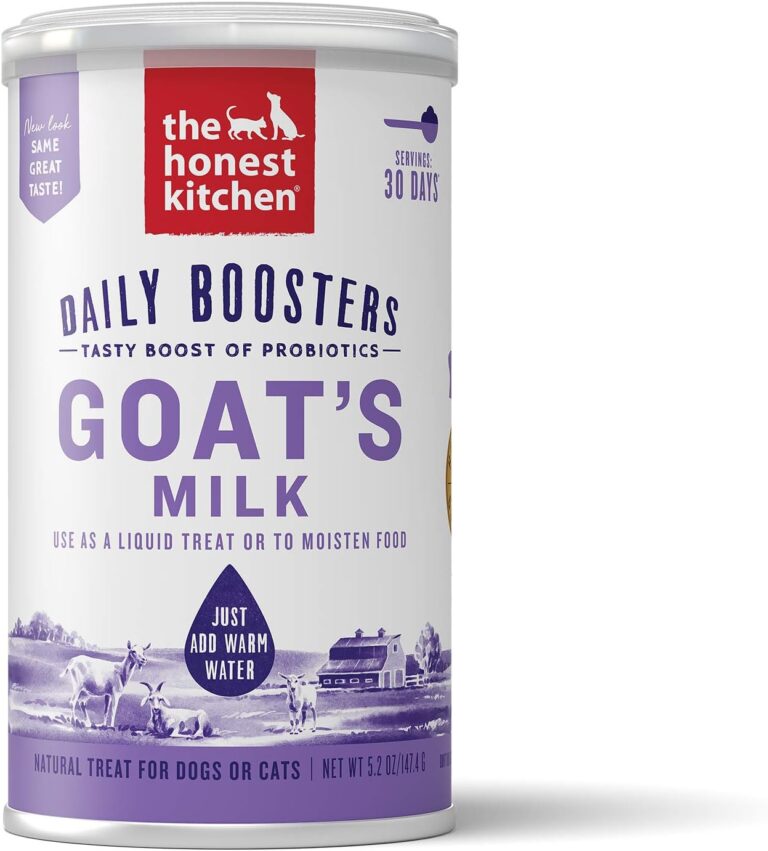 New look
SAME
GREAT
TASTE!
the
honest
kitchen®
SERVINGS:
30 DAYS*
DAILY BOOSTERS
TASTY BOOST OF PROBIOTICS
GOAT'S
MILK
USE AS A LIQUID TREAT OR TO MOISTEN FOOD
JUST
ADD WARM
WATER
NATURAL TREAT FOR DOGS OR CATS | NET WT 5.2 OZ/147.4 G